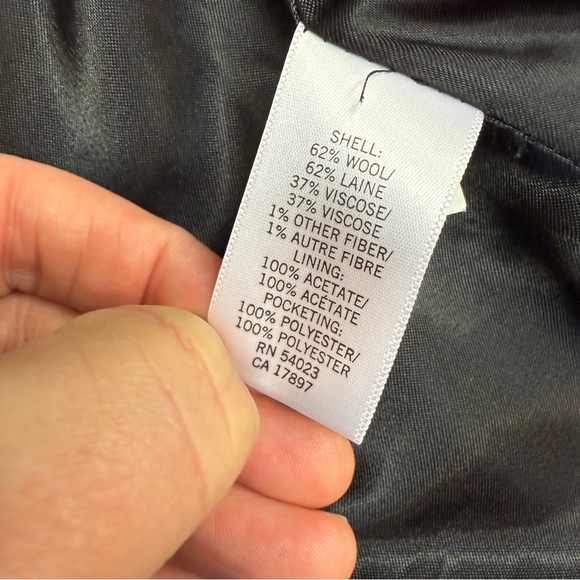 SHELL:
62% WOOL/
62% LAINE
37% VISCOSE/
37% VISCOSE
1% OTHER FIBER/
1% AUTRE FIBRE
LINING:
100% ACETATE/
100% ACÉTATE
POCKETING:
100% POLYESTER/
100% POLYESTER
RN 54023
CA 17897